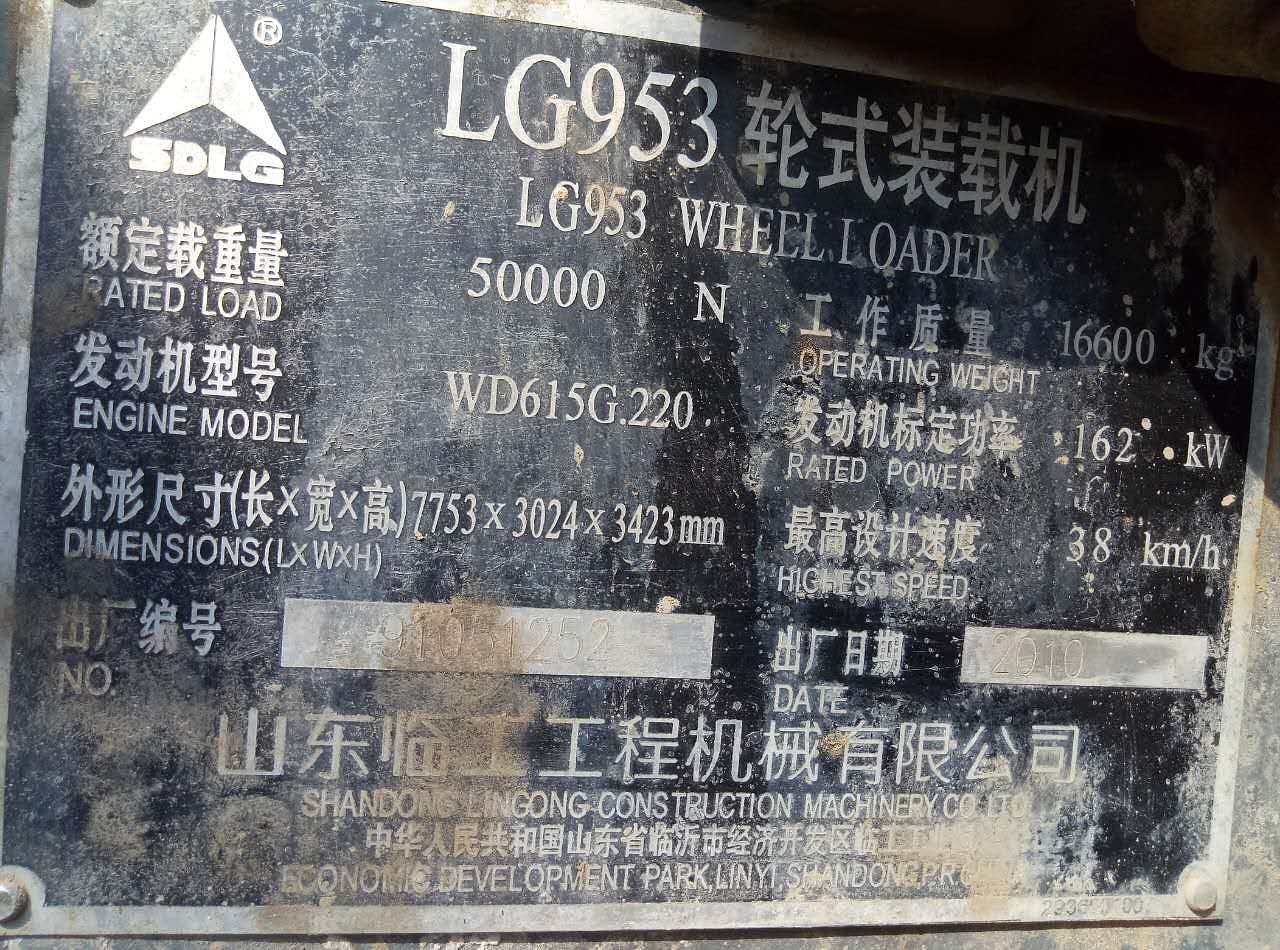 ®
SDLG
LG953 轮式装载机
LG953 WHEEL LOADER
额定载重量 50000 N
RATED LOAD
工作质量 16600 kg
OPERATING WEIGHT
发动机型号 WD615G.220
ENGINE MODEL
发动机标定功率 162 kW
RATED POWER
外形尺寸(长×宽×高) 7753×3024×3423mm
DIMENSIONS(L×W×H)
最高设计速度 38 km/h
HIGHEST SPEED
出厂编号 91051252
NO.
出厂日期 2010
DATE
山东临工工程机械有限公司
SHANDONG LINGONG CONSTRUCTION MACHINERY CO. LTD
中华人民共和国山东省临沂市经济开发区临工工业
ECONOMIC DEVELOPMENT PARK,LINYI,SHANDONG,P.R.C